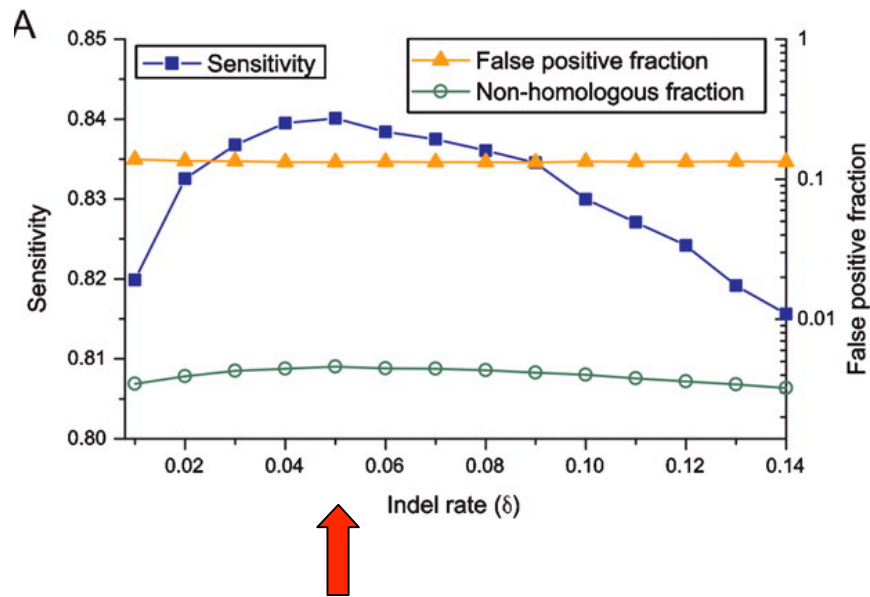 A
Sensitivity
False positive fraction
Non-homologous fraction
0.85
0.84
0.83
0.82
0.81
0.80
Sensitivity
1
0.1
0.01
False positive fraction
0.02 0.04 0.06 0.08 0.10 0.12 0.14
Indel rate (δ)